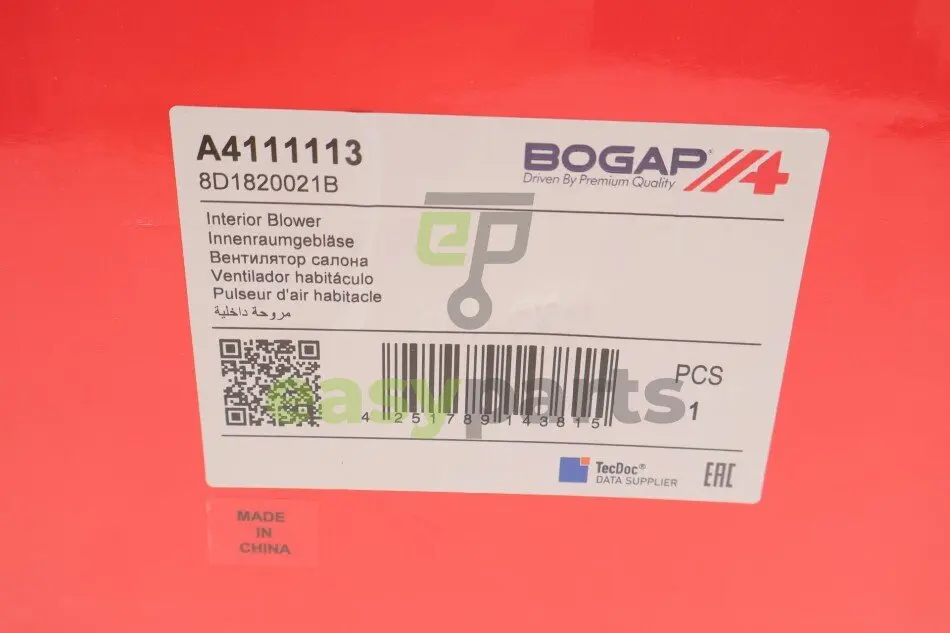 A4111113
8D1820021B
BOGAP
Driven By Premium Quality
Interior Blower
Innenraumgebläse
Вентилятор салона
Ventilador habitáculo
Pulseur d'air habitacle
مروحة داخلية
ep
easyparts
4 251789 143815
PCS
1
TecDoc®
DATA SUPPLIER
EAC
MADE
IN
CHINA